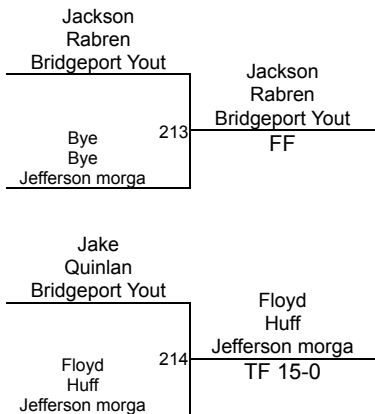 Jackson
Rabren
Bridgeport Yout
Bye
Bye
Jefferson morga
213
Jackson
Rabren
Bridgeport Yout
FF
Jake
Quinlan
Bridgeport Yout
Floyd
Huff
Jefferson morga
214
Floyd
Huff
Jefferson morga
TF 15-0